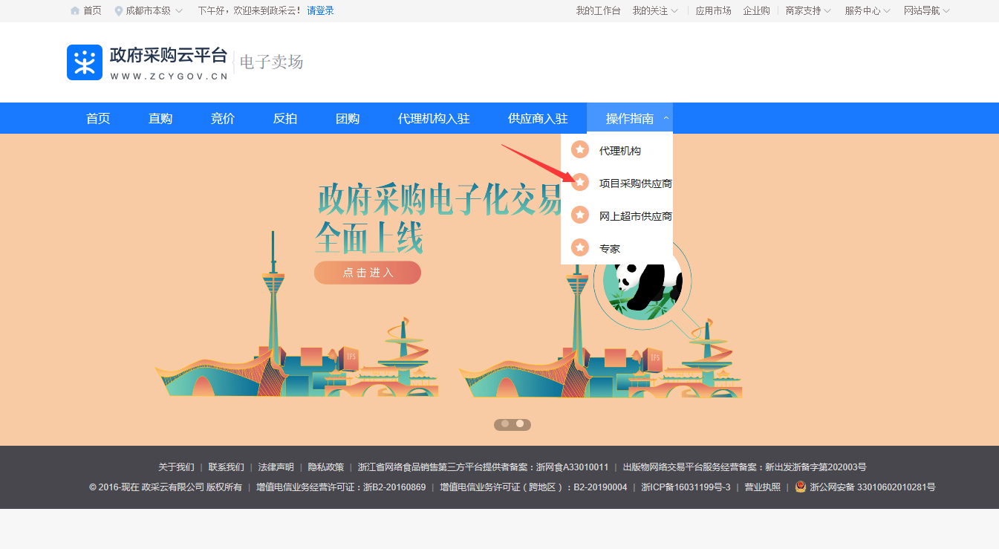 首页 成都市本级 下午好，欢迎来到政采云！ 请登录 我的工作台 我的关注 应用市场 企业购 商家支持 服务中心 网站导航
政府采购云平台
WWW.ZCYGOV.CN
电子卖场
首页 直购 竞价 反拍 团购 代理机构入驻 供应商入驻 操作指南
代理机构
项目采购供应商
网上超市供应商
专家
政府采购电子化交易
全面上线
点击进入
IFS
IFS
关于我们 | 联系我们 | 法律声明 | 隐私政策 | 浙江省网络食品销售第三方平台提供者备案：浙网食A33010011 | 出版物网络交易平台服务经营备案：新出发浙备字第202003号
© 2016-现在 政采云有限公司 版权所有 | 增值电信业务经营许可证：浙B2-20160869 | 增值电信业务许可证（跨地区）：B2-20190004 | 浙ICP备16031199号-3 | 营业执照 | 浙公网安备 33010602010281号